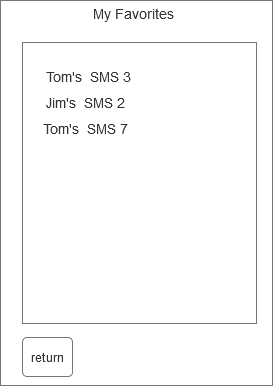 My Favorites
Tom's SMS 3
Jim's SMS 2
Tom's SMS 7
return